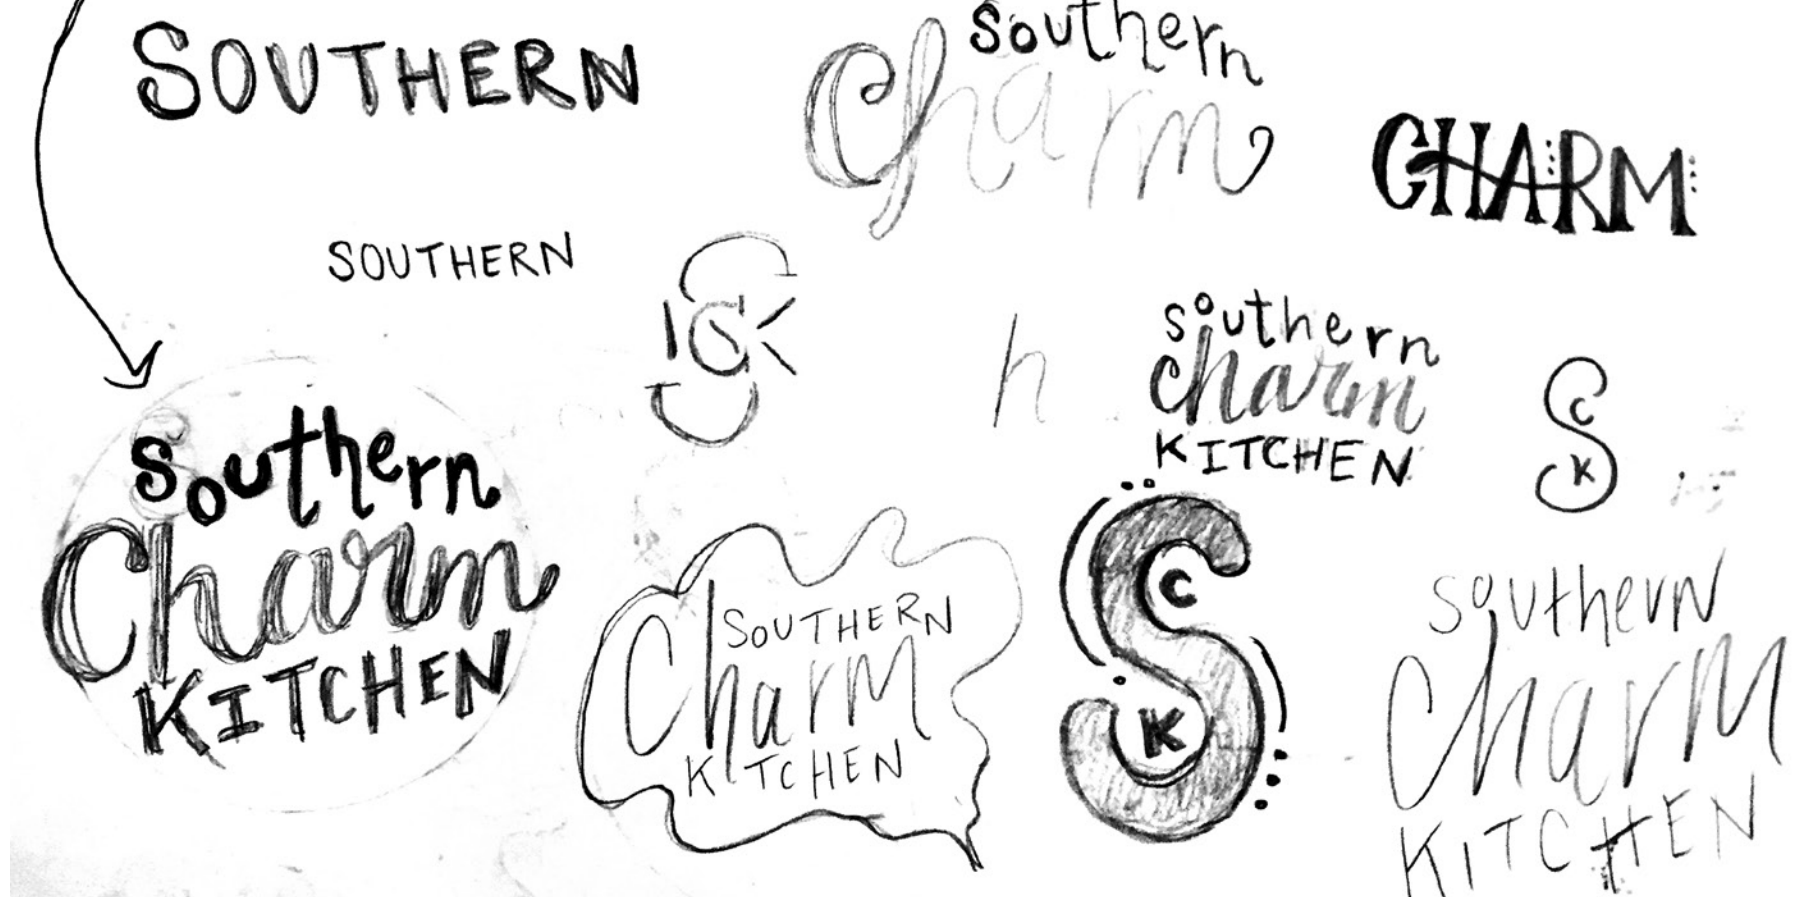 SOUTHERN
southern
Charm
CHARM
SOUTHERN
SCK
h
southern
charm
KITCHEN
S
C
K
southern
Charm
KITCHEN
SOUTHERN
Charm
KITCHEN
S
C
K
southern
Charm
KITCHEN